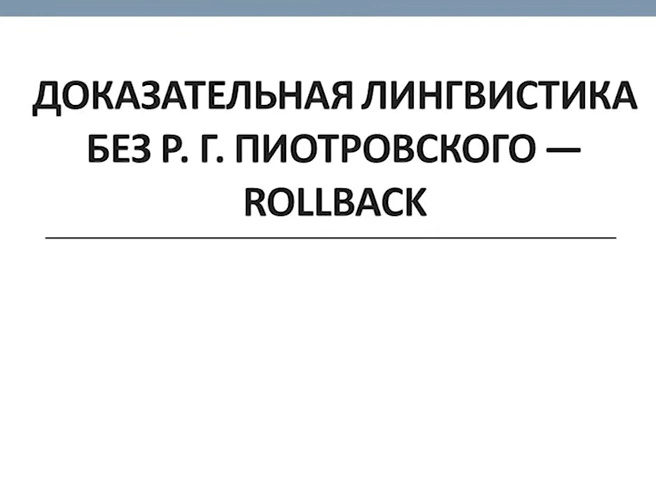 ДОКАЗАТЕЛЬНАЯ ЛИНГВИСТИКА
БЕЗ Р. Г. ПИОТРОВСКОГО —
ROLLBACK